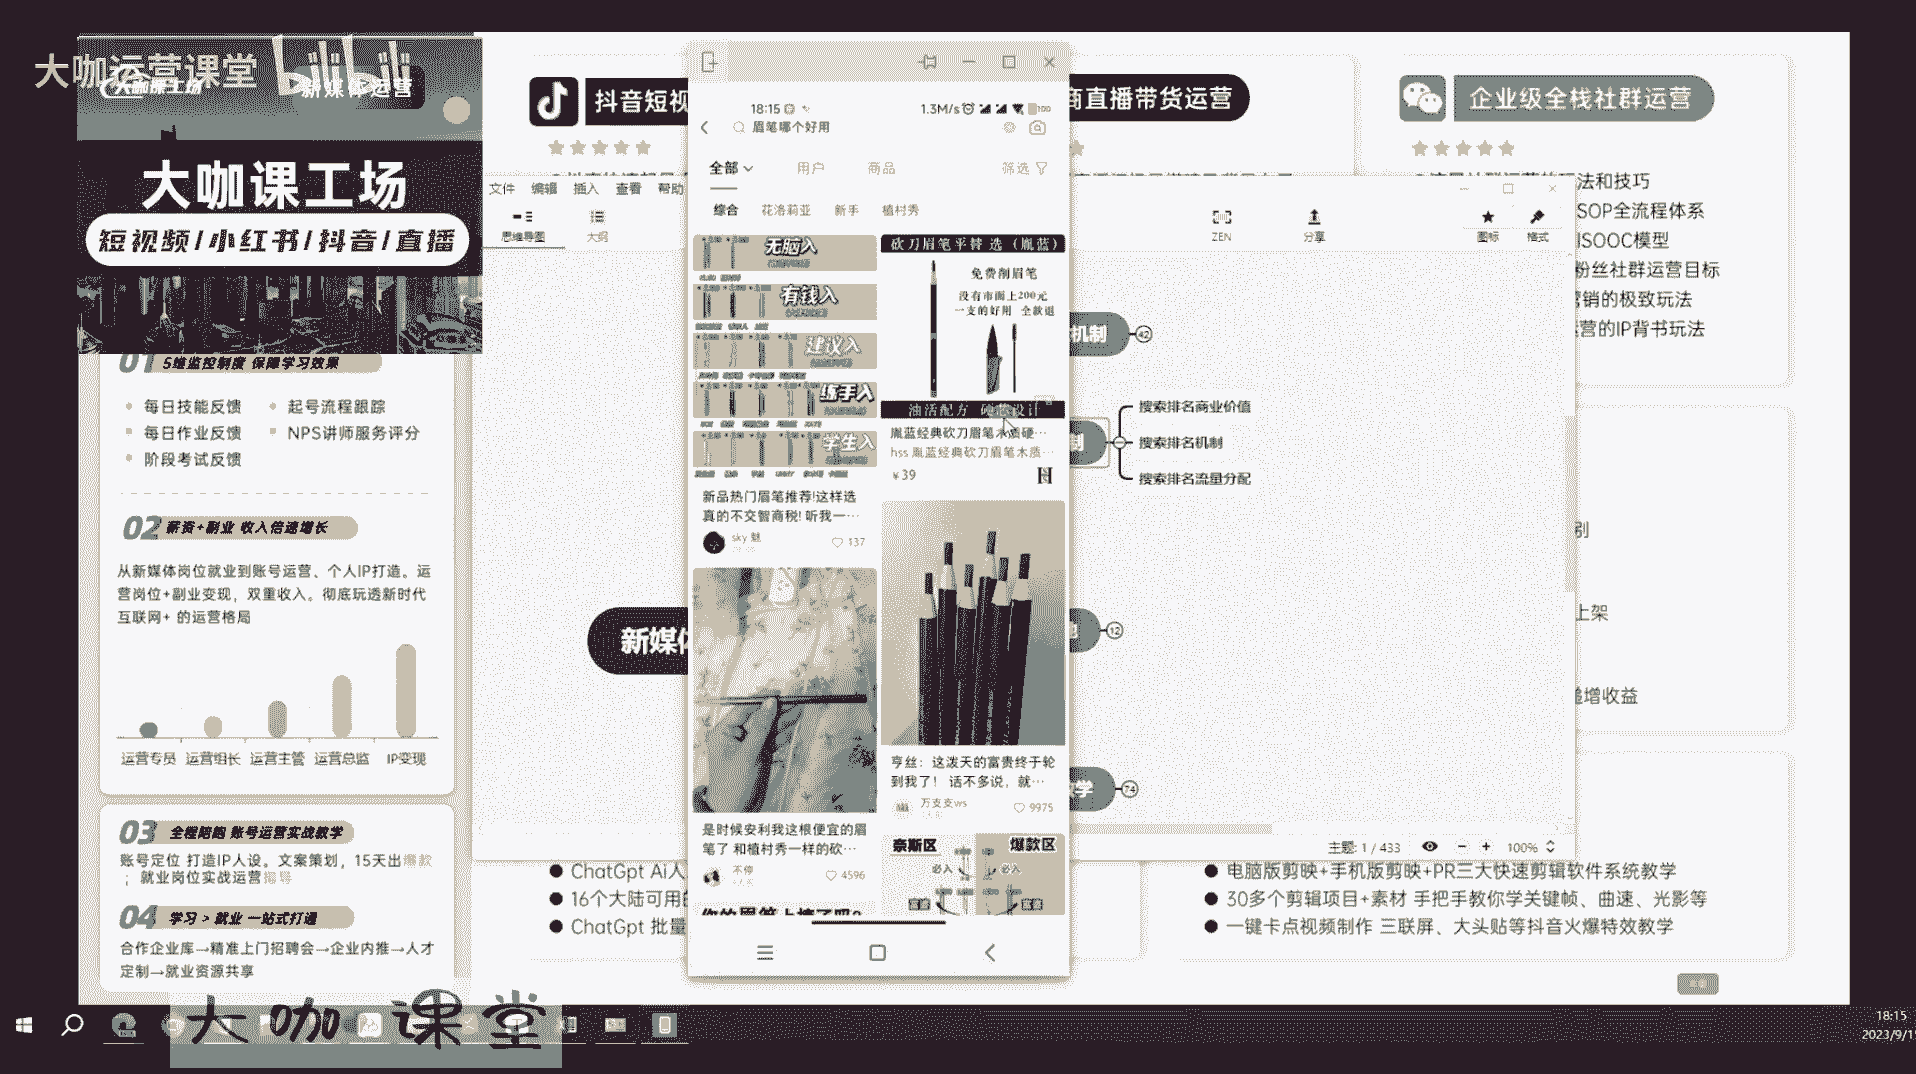 大咖运营课堂
大咖课工场
新媒体运营
大咖课工场
短视频/小红书/抖音/直播
01 5维监控制度 保障学习效果
每日技能反馈
起号流程跟踪
每日作业反馈
NPS讲师服务评分
阶段考试反馈
02 薪资+副业 收入倍速增长
从新媒体岗位就业到账号运营、个人IP打造。运
营岗位+副业变现，双重收入。彻底玩透新时代
互联网+ 的运营格局
运营专员 运营组长 运营主管 运营总监 IP变现
03 全程陪跑 账号运营实战教学
账号定位 打造IP人设。文案策划，15天出爆款
；就业岗位实战运营指导
04 学习 > 就业 一站式打通
合作企业库→精准上门招聘会→企业内推→人才
定制→就业资源共享
大咖课堂
抖音短视
商直播带货运营
企业级全栈社群运营
法和技巧
SOP全流程体系
ISOOC模型
粉丝社群运营目标
营销的极致玩法
运营的IP背书玩法
别
上架
增收益
文件 编辑 插入 查看 帮助
思维导图
大纲
ZEN
分享
图标
格式
新媒体
机制
42
制
搜索排名商业价值
搜索排名机制
搜索排名流量分配
12
学
74
主题: 1 / 433
100%
18:15
1.3M/s
100
眉笔哪个好用
全部
用户
商品
筛选
综合
花洛莉亚
新手
植村秀
无脑入
有钱入
建议入
练手入
学生入
新品热门眉笔推荐!这样选
真的不交智商税! 听我一…
sky 魅
137
砍刀眉笔平替 选（胤蓝）
免费削眉笔
没有市面上200元
一支的好用 全款退
油活配方 硬芯设计
胤蓝经典砍刀眉笔木质硬…
hss 胤蓝经典砍刀眉笔木质…
¥39
是时候安利我这根便宜的眉
笔了 和植村秀一样的砍…
4596
亨丝：这泼天的富贵终于轮
到我了！ 话不多说，就…
万支支ws
9975
奈斯区
爆款区
必入
必入
ChatGpt AI人
16个大陆可用的
ChatGpt 批量
电脑版剪映+手机版剪映+PR三大快速剪辑软件系统教学
30多个剪辑项目+素材 手把手教你学关键帧、曲速、光影等
一键卡点视频制作 三联屏、大头贴等抖音火爆特效教学
18:15
2023/9/1